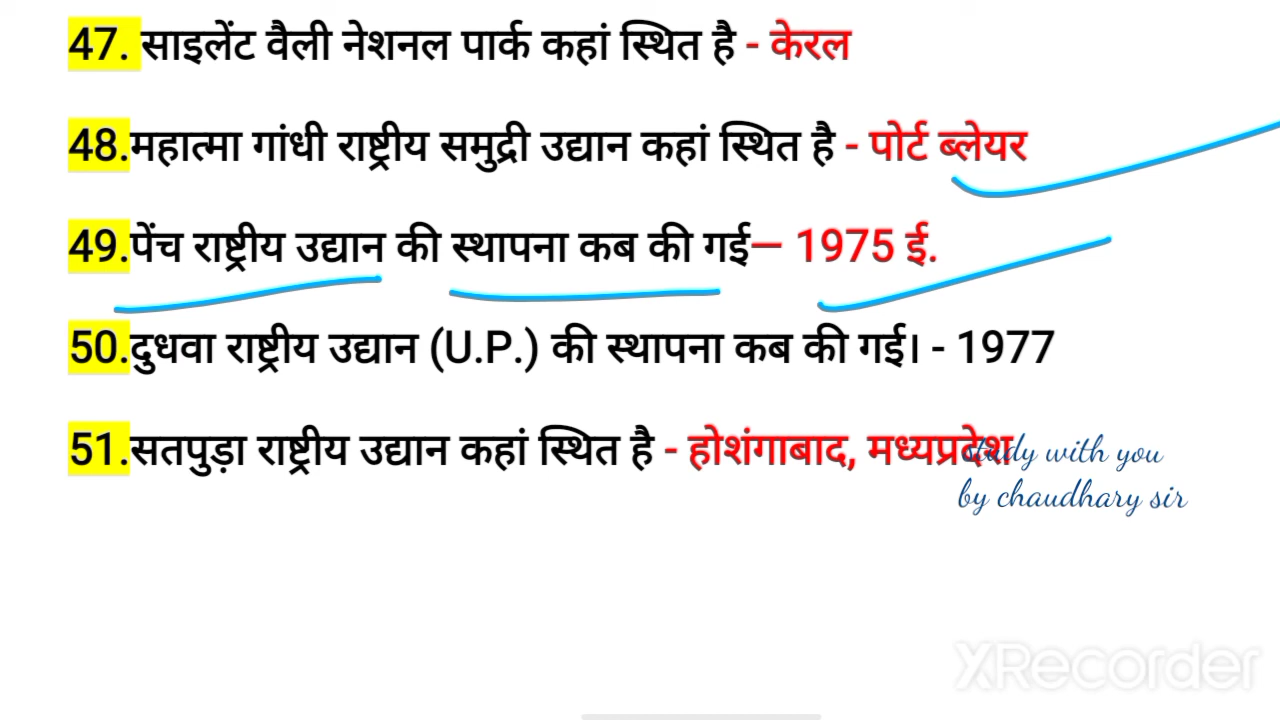 47. साइलेंट वैली नेशनल पार्क कहां स्थित है - केरल
48.महात्मा गांधी राष्ट्रीय समुद्री उद्यान कहां स्थित है - पोर्ट ब्लेयर
49.पेंच राष्ट्रीय उद्यान की स्थापना कब की गई— 1975 ई.
50.दुधवा राष्ट्रीय उद्यान (U.P.) की स्थापना कब की गई। - 1977
51.सतपुड़ा राष्ट्रीय उद्यान कहां स्थित है - होशंगाबाद, मध्यप्रदेश
study with you
by chaudhary sir
XRecorder